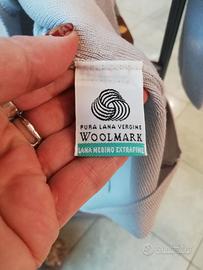 PURA LANA VERGINE
WOOLMARK
LANA MERINO EXTRAFINE